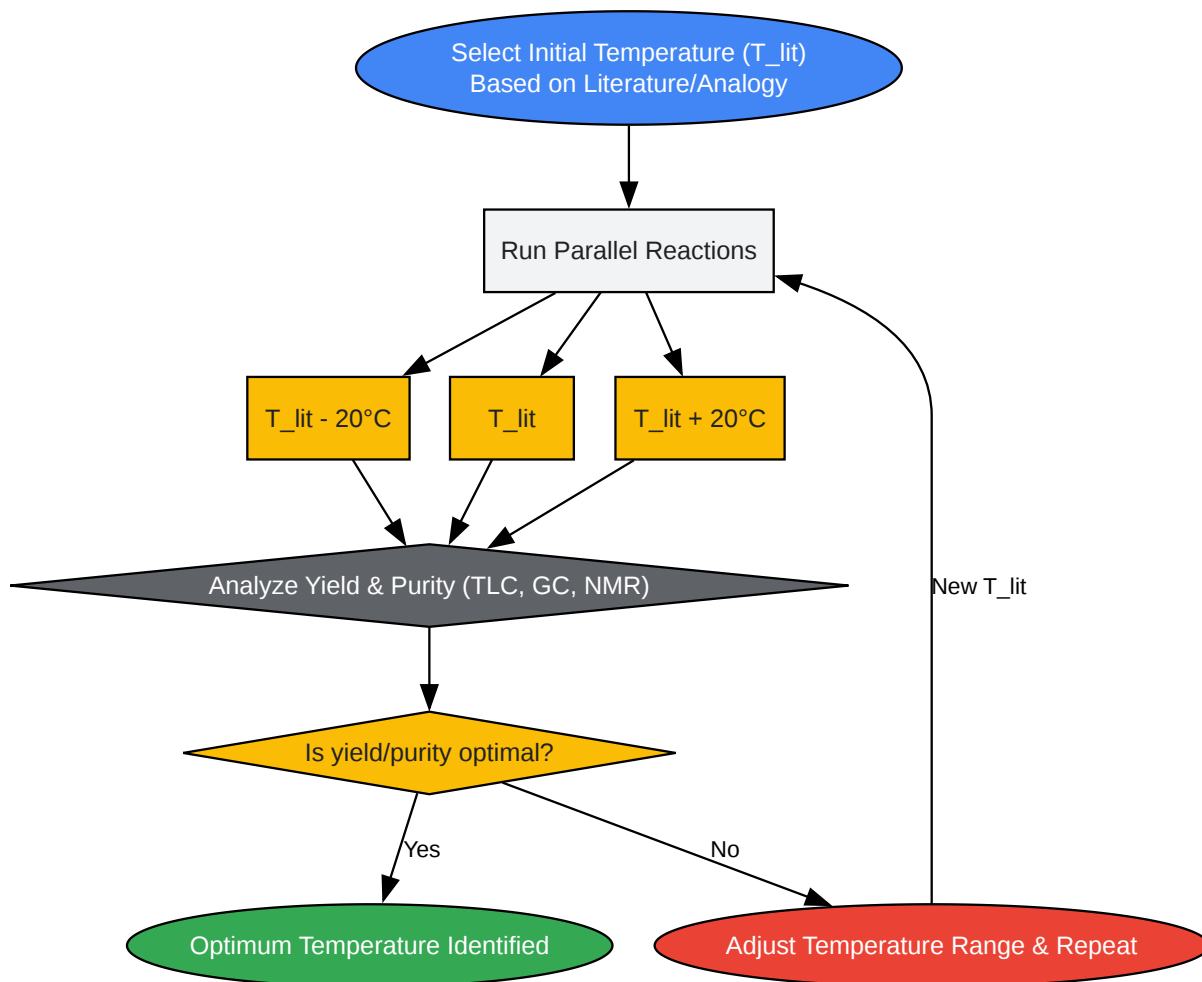 Select Initial Temperature (T_lit)
Based on Literature/Analogy
Run Parallel Reactions
T_lit - 20°C
T_lit
T_lit + 20°C
Analyze Yield & Purity (TLC, GC, NMR)
New T_lit
Is yield/purity optimal?
Yes
No
Optimum Temperature Identified
Adjust Temperature Range & Repeat